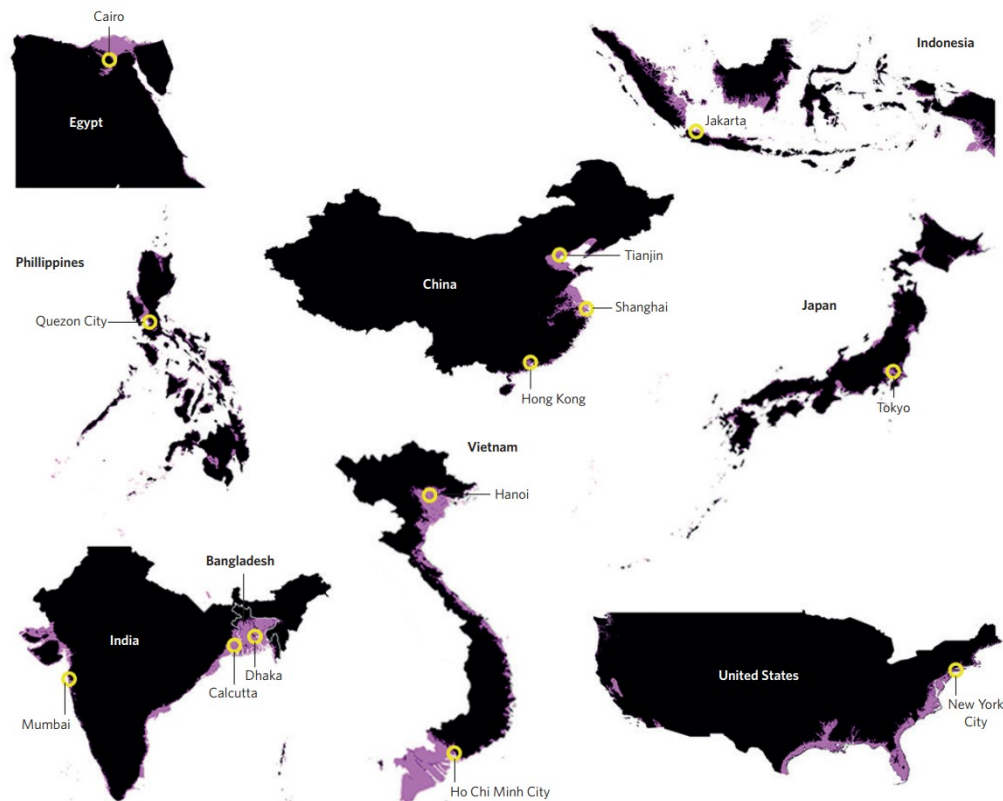 Cairo
Egypt
Indonesia
Jakarta
Phillippines
Quezon City
China
Tianjin
Shanghai
Hong Kong
Japan
Tokyo
Vietnam
Hanoi
Ho Chi Minh City
Bangladesh
India
Dhaka
Calcutta
Mumbai
United States
New York
City